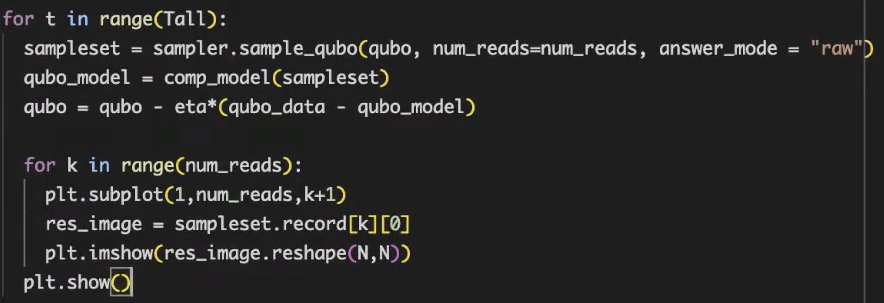 for t in range(Tall):
  sampleset = sampler.sample_qubo(qubo, num_reads=num_reads, answer_mode = "raw")
  qubo_model = comp_model(sampleset)
  qubo = qubo - eta*(qubo_data - qubo_model)

  for k in range(num_reads):
    plt.subplot(1,num_reads,k+1)
    res_image = sampleset.record[k][0]
    plt.imshow(res_image.reshape(N,N))
  plt.show()